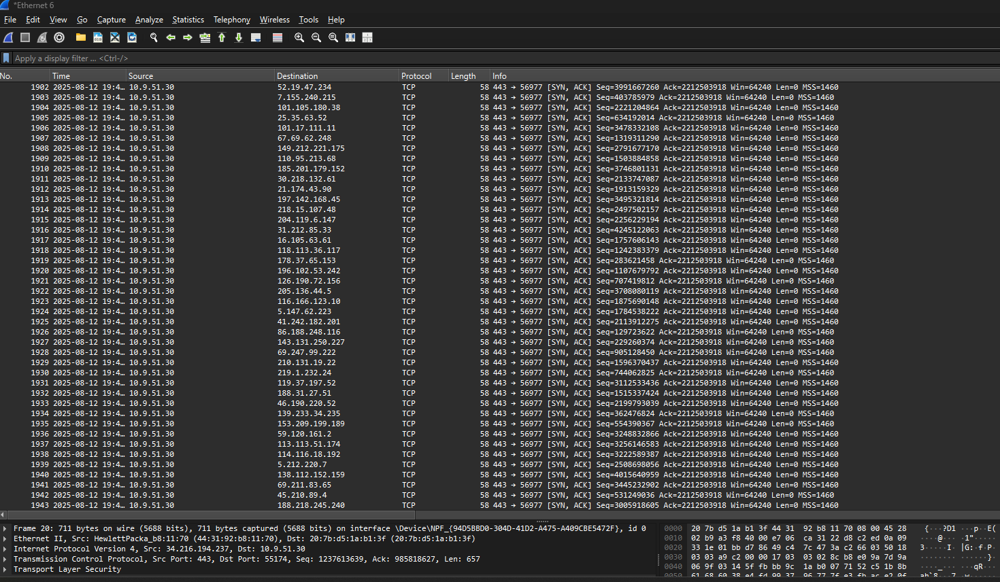 *Ethernet 6
File Edit View Go Capture Analyze Statistics Telephony Wireless Tools Help
Apply a display filter ... <Ctrl-/>
No. Time Source Destination Protocol Length Info
1902 2025-08-12 19:4… 10.9.51.30 52.19.47.234 TCP 58 443 → 56977 [SYN, ACK] Seq=3991667260 Ack=2212503918 Win=64240 Len=0 MSS=1460
1903 2025-08-12 19:4… 10.9.51.30 7.155.240.215 TCP 58 443 → 56977 [SYN, ACK] Seq=403785979 Ack=2212503918 Win=64240 Len=0 MSS=1460
1904 2025-08-12 19:4… 10.9.51.30 101.105.180.38 TCP 58 443 → 56977 [SYN, ACK] Seq=2221204864 Ack=2212503918 Win=64240 Len=0 MSS=1460
1905 2025-08-12 19:4… 10.9.51.30 25.35.63.52 TCP 58 443 → 56977 [SYN, ACK] Seq=634192014 Ack=2212503918 Win=64240 Len=0 MSS=1460
1906 2025-08-12 19:4… 10.9.51.30 101.17.111.11 TCP 58 443 → 56977 [SYN, ACK] Seq=3478332108 Ack=2212503918 Win=64240 Len=0 MSS=1460
1907 2025-08-12 19:4… 10.9.51.30 67.69.62.248 TCP 58 443 → 56977 [SYN, ACK] Seq=1319311290 Ack=2212503918 Win=64240 Len=0 MSS=1460
1908 2025-08-12 19:4… 10.9.51.30 149.212.221.175 TCP 58 443 → 56977 [SYN, ACK] Seq=2791677170 Ack=2212503918 Win=64240 Len=0 MSS=1460
1909 2025-08-12 19:4… 10.9.51.30 110.95.213.68 TCP 58 443 → 56977 [SYN, ACK] Seq=1503884858 Ack=2212503918 Win=64240 Len=0 MSS=1460
1910 2025-08-12 19:4… 10.9.51.30 185.201.179.152 TCP 58 443 → 56977 [SYN, ACK] Seq=3746801131 Ack=2212503918 Win=64240 Len=0 MSS=1460
1911 2025-08-12 19:4… 10.9.51.30 30.218.132.61 TCP 58 443 → 56977 [SYN, ACK] Seq=2133747087 Ack=2212503918 Win=64240 Len=0 MSS=1460
1912 2025-08-12 19:4… 10.9.51.30 21.174.43.90 TCP 58 443 → 56977 [SYN, ACK] Seq=1913159329 Ack=2212503918 Win=64240 Len=0 MSS=1460
1913 2025-08-12 19:4… 10.9.51.30 197.142.168.45 TCP 58 443 → 56977 [SYN, ACK] Seq=3495321814 Ack=2212503918 Win=64240 Len=0 MSS=1460
1914 2025-08-12 19:4… 10.9.51.30 218.15.107.48 TCP 58 443 → 56977 [SYN, ACK] Seq=2497502157 Ack=2212503918 Win=64240 Len=0 MSS=1460
1915 2025-08-12 19:4… 10.9.51.30 204.119.6.147 TCP 58 443 → 56977 [SYN, ACK] Seq=2256229194 Ack=2212503918 Win=64240 Len=0 MSS=1460
1916 2025-08-12 19:4… 10.9.51.30 31.212.85.33 TCP 58 443 → 56977 [SYN, ACK] Seq=4245122063 Ack=2212503918 Win=64240 Len=0 MSS=1460
1917 2025-08-12 19:4… 10.9.51.30 16.105.63.61 TCP 58 443 → 56977 [SYN, ACK] Seq=1757606143 Ack=2212503918 Win=64240 Len=0 MSS=1460
1918 2025-08-12 19:4… 10.9.51.30 118.113.36.117 TCP 58 443 → 56977 [SYN, ACK] Seq=1242383379 Ack=2212503918 Win=64240 Len=0 MSS=1460
1919 2025-08-12 19:4… 10.9.51.30 178.37.65.153 TCP 58 443 → 56977 [SYN, ACK] Seq=283621458 Ack=2212503918 Win=64240 Len=0 MSS=1460
1920 2025-08-12 19:4… 10.9.51.30 196.102.53.242 TCP 58 443 → 56977 [SYN, ACK] Seq=1107679792 Ack=2212503918 Win=64240 Len=0 MSS=1460
1921 2025-08-12 19:4… 10.9.51.30 126.190.72.156 TCP 58 443 → 56977 [SYN, ACK] Seq=707419812 Ack=2212503918 Win=64240 Len=0 MSS=1460
1922 2025-08-12 19:4… 10.9.51.30 205.136.44.5 TCP 58 443 → 56977 [SYN, ACK] Seq=3708080119 Ack=2212503918 Win=64240 Len=0 MSS=1460
1923 2025-08-12 19:4… 10.9.51.30 116.166.123.10 TCP 58 443 → 56977 [SYN, ACK] Seq=1875690148 Ack=2212503918 Win=64240 Len=0 MSS=1460
1924 2025-08-12 19:4… 10.9.51.30 5.147.62.223 TCP 58 443 → 56977 [SYN, ACK] Seq=1784538222 Ack=2212503918 Win=64240 Len=0 MSS=1460
1925 2025-08-12 19:4… 10.9.51.30 41.242.182.201 TCP 58 443 → 56977 [SYN, ACK] Seq=2113912275 Ack=2212503918 Win=64240 Len=0 MSS=1460
1926 2025-08-12 19:4… 10.9.51.30 86.188.248.116 TCP 58 443 → 56977 [SYN, ACK] Seq=129723622 Ack=2212503918 Win=64240 Len=0 MSS=1460
1927 2025-08-12 19:4… 10.9.51.30 143.131.250.227 TCP 58 443 → 56977 [SYN, ACK] Seq=229260374 Ack=2212503918 Win=64240 Len=0 MSS=1460
1928 2025-08-12 19:4… 10.9.51.30 69.247.99.222 TCP 58 443 → 56977 [SYN, ACK] Seq=905128450 Ack=2212503918 Win=64240 Len=0 MSS=1460
1929 2025-08-12 19:4… 10.9.51.30 210.131.19.22 TCP 58 443 → 56977 [SYN, ACK] Seq=1596370437 Ack=2212503918 Win=64240 Len=0 MSS=1460
1930 2025-08-12 19:4… 10.9.51.30 219.1.232.24 TCP 58 443 → 56977 [SYN, ACK] Seq=744062825 Ack=2212503918 Win=64240 Len=0 MSS=1460
1931 2025-08-12 19:4… 10.9.51.30 119.37.197.52 TCP 58 443 → 56977 [SYN, ACK] Seq=3112533436 Ack=2212503918 Win=64240 Len=0 MSS=1460
1932 2025-08-12 19:4… 10.9.51.30 188.31.27.51 TCP 58 443 → 56977 [SYN, ACK] Seq=1515337424 Ack=2212503918 Win=64240 Len=0 MSS=1460
1933 2025-08-12 19:4… 10.9.51.30 46.190.220.52 TCP 58 443 → 56977 [SYN, ACK] Seq=2199793039 Ack=2212503918 Win=64240 Len=0 MSS=1460
1934 2025-08-12 19:4… 10.9.51.30 139.233.34.235 TCP 58 443 → 56977 [SYN, ACK] Seq=362476824 Ack=2212503918 Win=64240 Len=0 MSS=1460
1935 2025-08-12 19:4… 10.9.51.30 153.209.199.189 TCP 58 443 → 56977 [SYN, ACK] Seq=554390367 Ack=2212503918 Win=64240 Len=0 MSS=1460
1936 2025-08-12 19:4… 10.9.51.30 59.120.161.2 TCP 58 443 → 56977 [SYN, ACK] Seq=3248832866 Ack=2212503918 Win=64240 Len=0 MSS=1460
1937 2025-08-12 19:4… 10.9.51.30 113.113.51.174 TCP 58 443 → 56977 [SYN, ACK] Seq=3256146583 Ack=2212503918 Win=64240 Len=0 MSS=1460
1938 2025-08-12 19:4… 10.9.51.30 114.116.18.192 TCP 58 443 → 56977 [SYN, ACK] Seq=3222589387 Ack=2212503918 Win=64240 Len=0 MSS=1460
1939 2025-08-12 19:4… 10.9.51.30 5.212.220.7 TCP 58 443 → 56977 [SYN, ACK] Seq=2508698056 Ack=2212503918 Win=64240 Len=0 MSS=1460
1940 2025-08-12 19:4… 10.9.51.30 138.112.152.159 TCP 58 443 → 56977 [SYN, ACK] Seq=4015640959 Ack=2212503918 Win=64240 Len=0 MSS=1460
1941 2025-08-12 19:4… 10.9.51.30 69.211.83.65 TCP 58 443 → 56977 [SYN, ACK] Seq=3445232902 Ack=2212503918 Win=64240 Len=0 MSS=1460
1942 2025-08-12 19:4… 10.9.51.30 45.210.89.4 TCP 58 443 → 56977 [SYN, ACK] Seq=531249036 Ack=2212503918 Win=64240 Len=0 MSS=1460
1943 2025-08-12 19:4… 10.9.51.30 188.218.245.240 TCP 58 443 → 56977 [SYN, ACK] Seq=3005918605 Ack=2212503918 Win=64240 Len=0 MSS=1460
Frame 20: 711 bytes on wire (5688 bits), 711 bytes captured (5688 bits) on interface \Device\NPF_{94D5BBD0-304D-41D2-A475-A409CBE5472F}, id 0
Ethernet II, Src: HewlettPacka_b8:11:70 (44:31:92:b8:11:70), Dst: 20:7b:d5:1a:b1:3f (20:7b:d5:1a:b1:3f)
Internet Protocol Version 4, Src: 34.216.194.237, Dst: 10.9.51.30
Transmission Control Protocol, Src Port: 443, Dst Port: 55174, Seq: 1237613639, Ack: 985818627, Len: 657
Transport Layer Security
0000 20 7b d5 1a b1 3f 44 31 92 b8 11 70 08 00 45 28 {···?D1 ···p··E(
0010 02 b9 a3 f8 40 00 e7 06 ca 31 22 d8 c2 ed 0a 09 ····@··· ·1"·····
0020 33 1e 01 bb d7 86 49 c4 7c 47 3a c2 66 03 50 18 3·····I· |G:·f·P·
0030 03 03 a9 c2 00 00 17 03 03 02 8c b8 e0 9a 7d 9a ········ ······}·
0040 06 9f 03 14 5f fd bb 9c 1a b0 07 71 52 c5 1b 8b ····_··· ···qR···